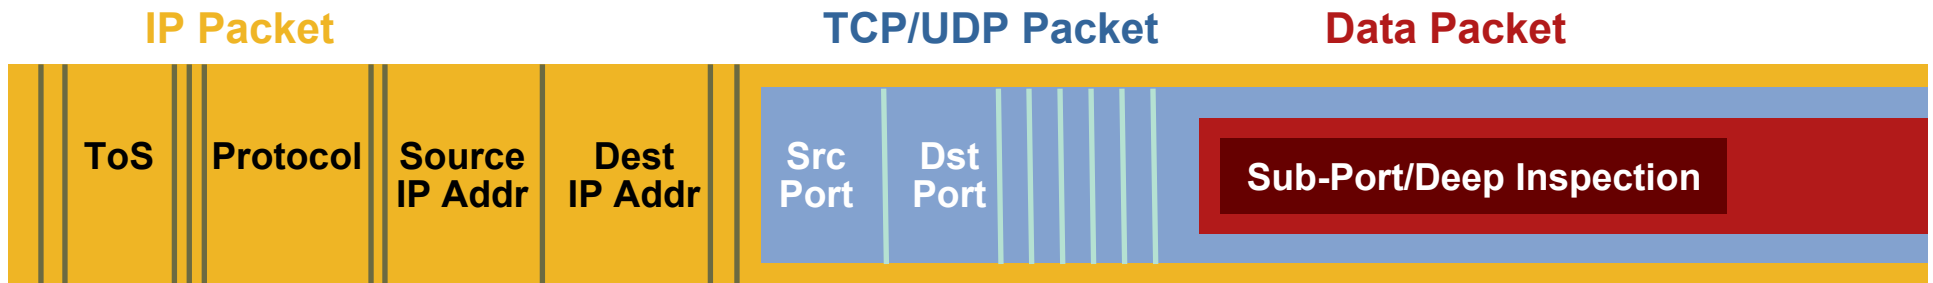 IP Packet
TCP/UDP Packet
Data Packet
ToS
Protocol
Source
IP Addr
Dest
IP Addr
Src
Port
Dst
Port
Sub-Port/Deep Inspection